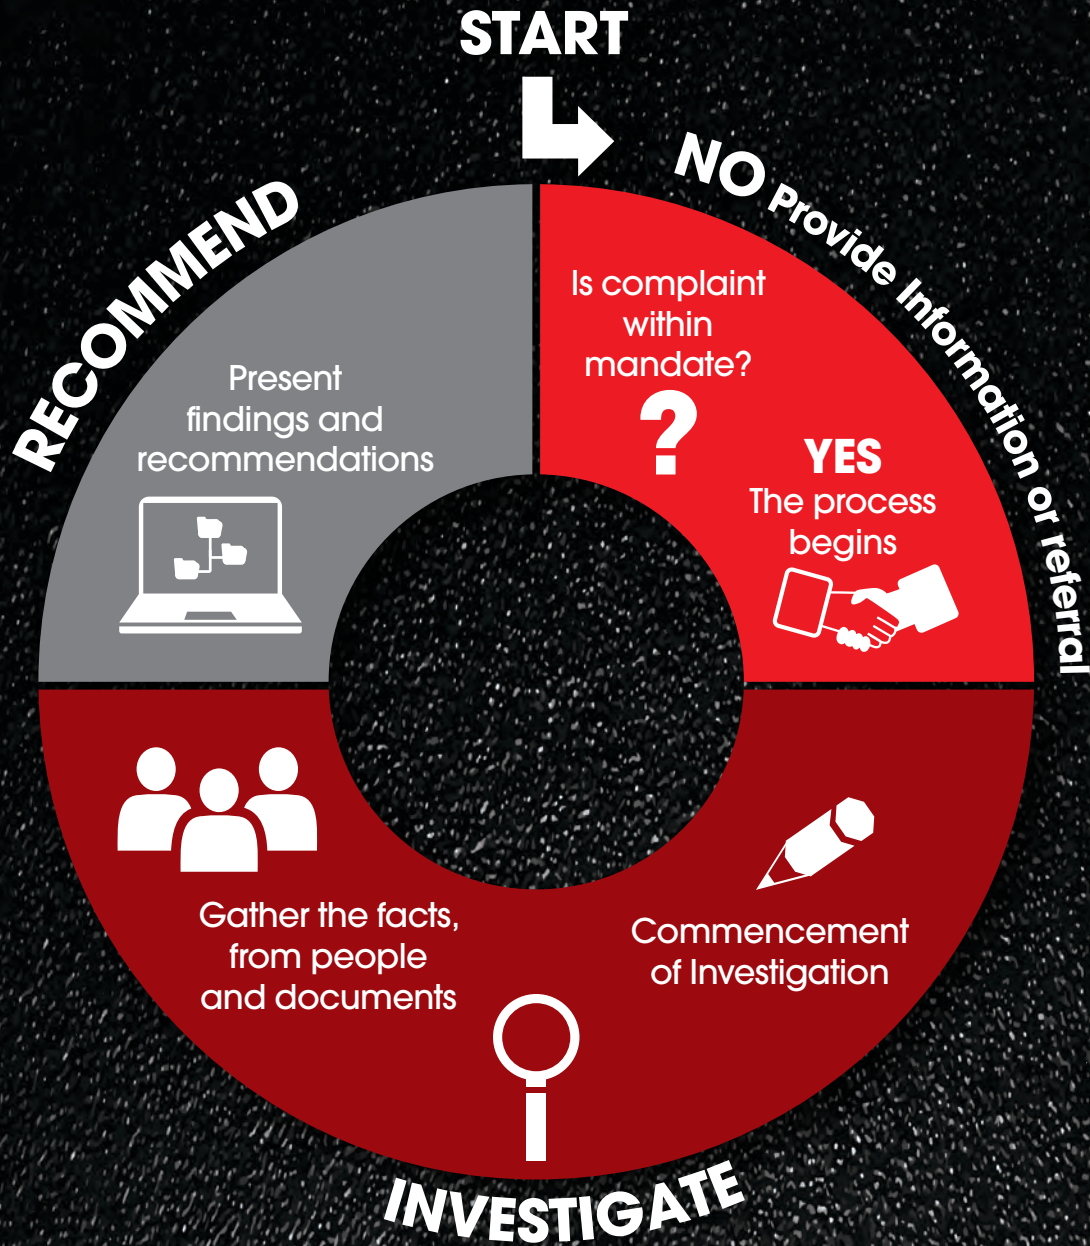 START
NO Provide Information or referral
Is complaint
within
mandate?
?
YES
The process
begins
Commencement
of Investigation
INVESTIGATE
Gather the facts,
from people
and documents
RECOMMEND
Present
findings and
recommendations